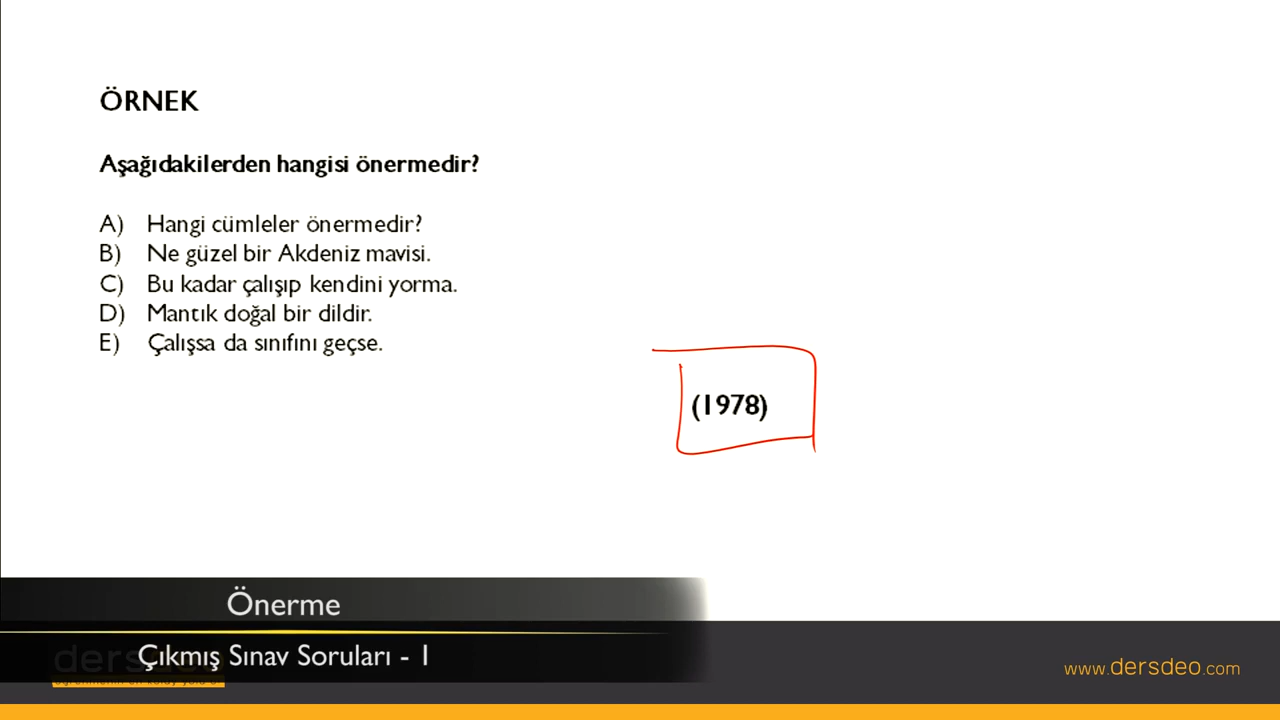 ÖRNEK
Aşağıdakilerden hangisi önermedir?
A) Hangi cümleler önermedir?
B) Ne güzel bir Akdeniz mavisi.
C) Bu kadar çalışıp kendini yorma.
D) Mantık doğal bir dildir.
E) Çalışsa da sınıfını geçse.
(1978)
Önerme
Çıkmış Sınav Soruları - 1
www.dersdeo.com